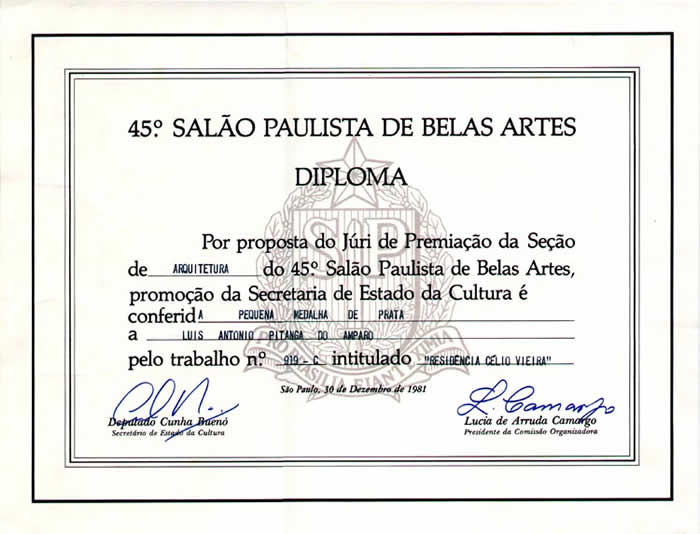 45º SALÃO PAULISTA DE BELAS ARTES
DIPLOMA
SP
Por proposta do Júri de Premiação da Seção
de ARQUITETURA do 45º Salão Paulista de Belas Artes,
promoção da Secretaria de Estado da Cultura é
conferida A PEQUENA MEDALHA DE PRATA
a LUIS ANTONIO PITANGA DO AMPARO
pelo trabalho n.º 919 - C intitulado "RESIDÊNCIA CÉLIO VIEIRA"
São Paulo, 30 de Dezembro de 1981
L. Camargo
Deputado Cunha Bueno
Secretário de Estado da Cultura
Lucia de Arruda Camargo
Presidente da Comissão Organizadora